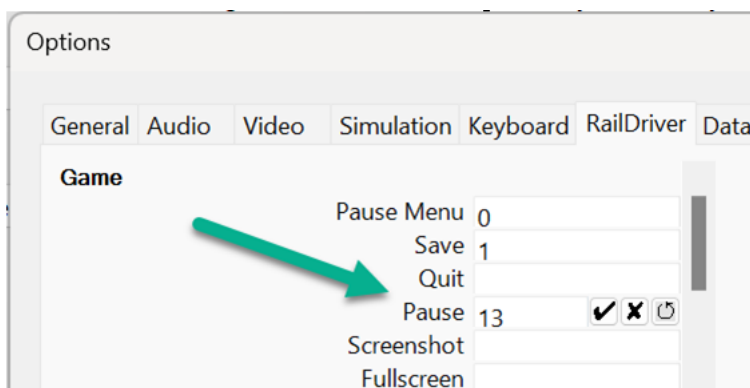 Options
General Audio Video Simulation Keyboard RailDriver Data
Game
Pause Menu 0
Save 1
Quit
Pause 13
Screenshot
Fullscreen